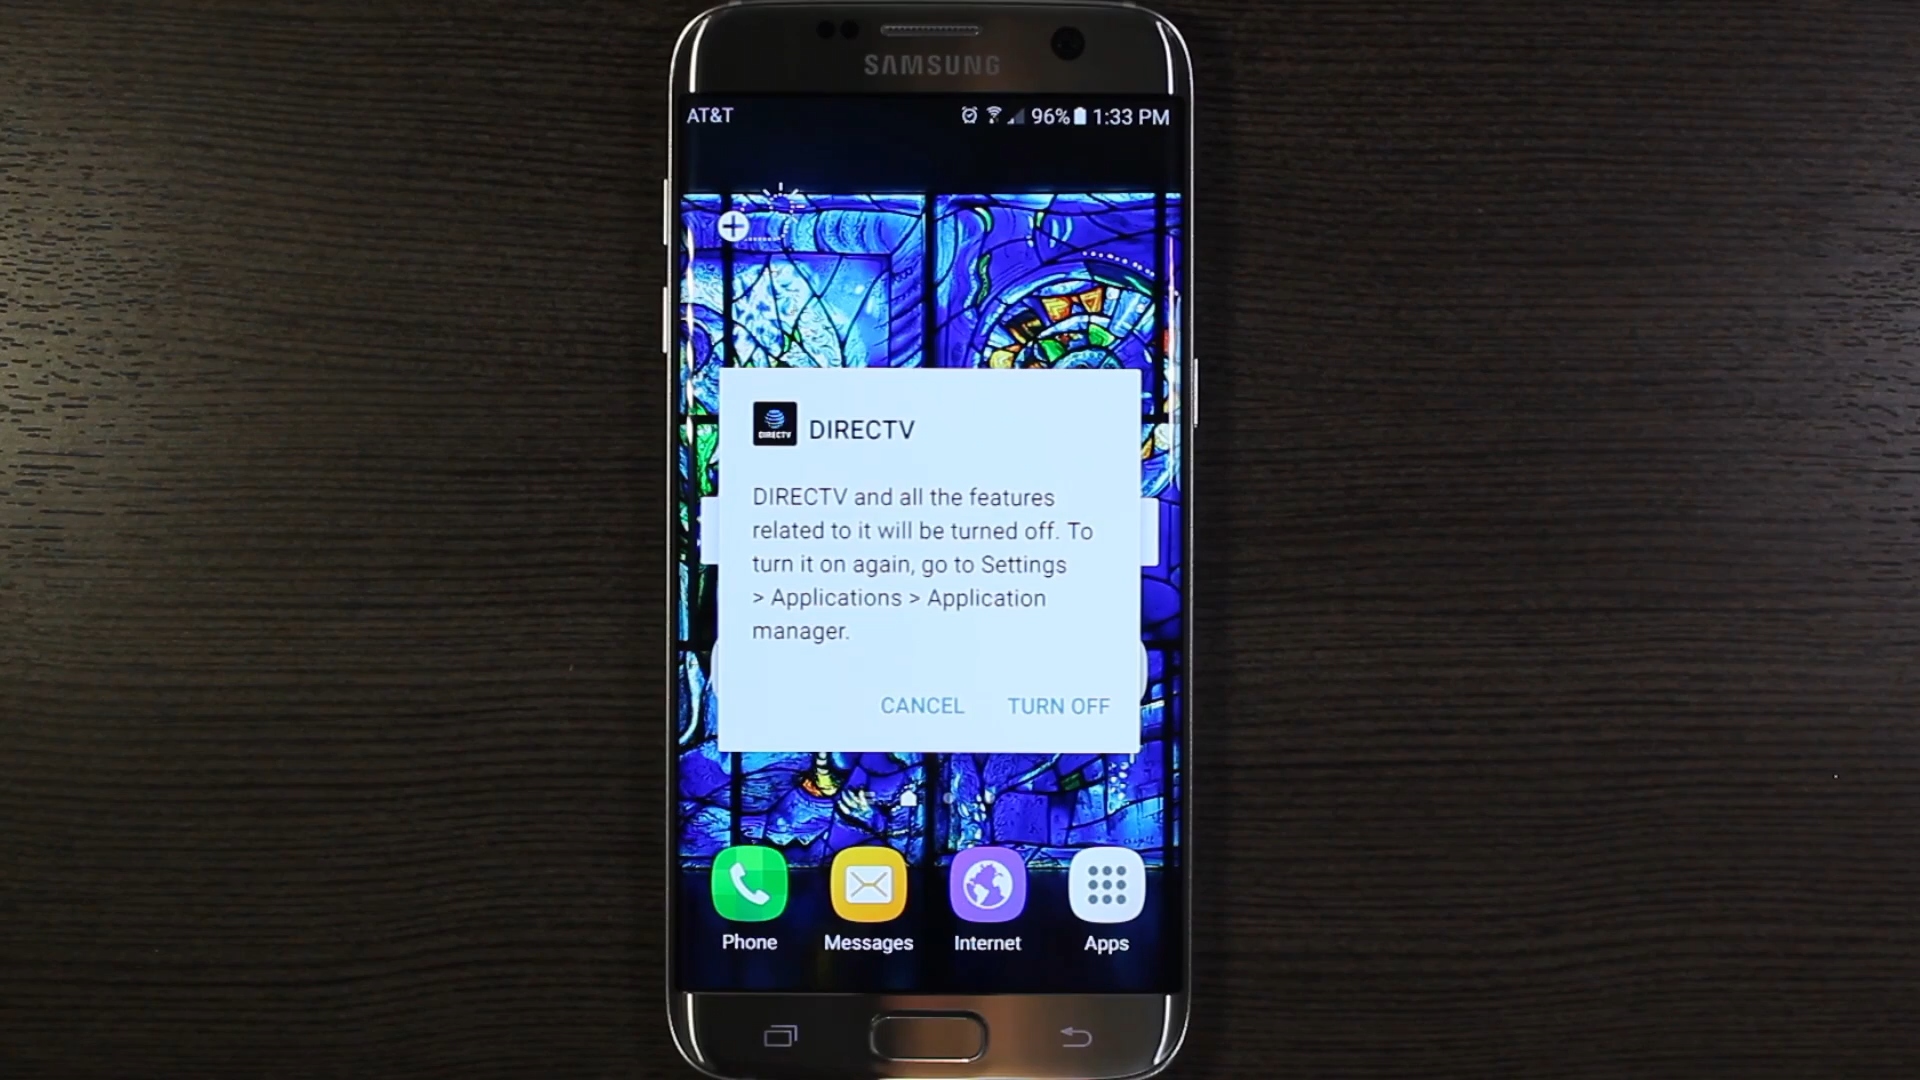 SAMSUNG
AT&T 96% 1:33 PM
DIRECTV DIRECTV
DIRECTV and all the features
related to it will be turned off. To
turn it on again, go to Settings
> Applications > Application
manager.
CANCEL TURN OFF
Phone Messages Internet Apps